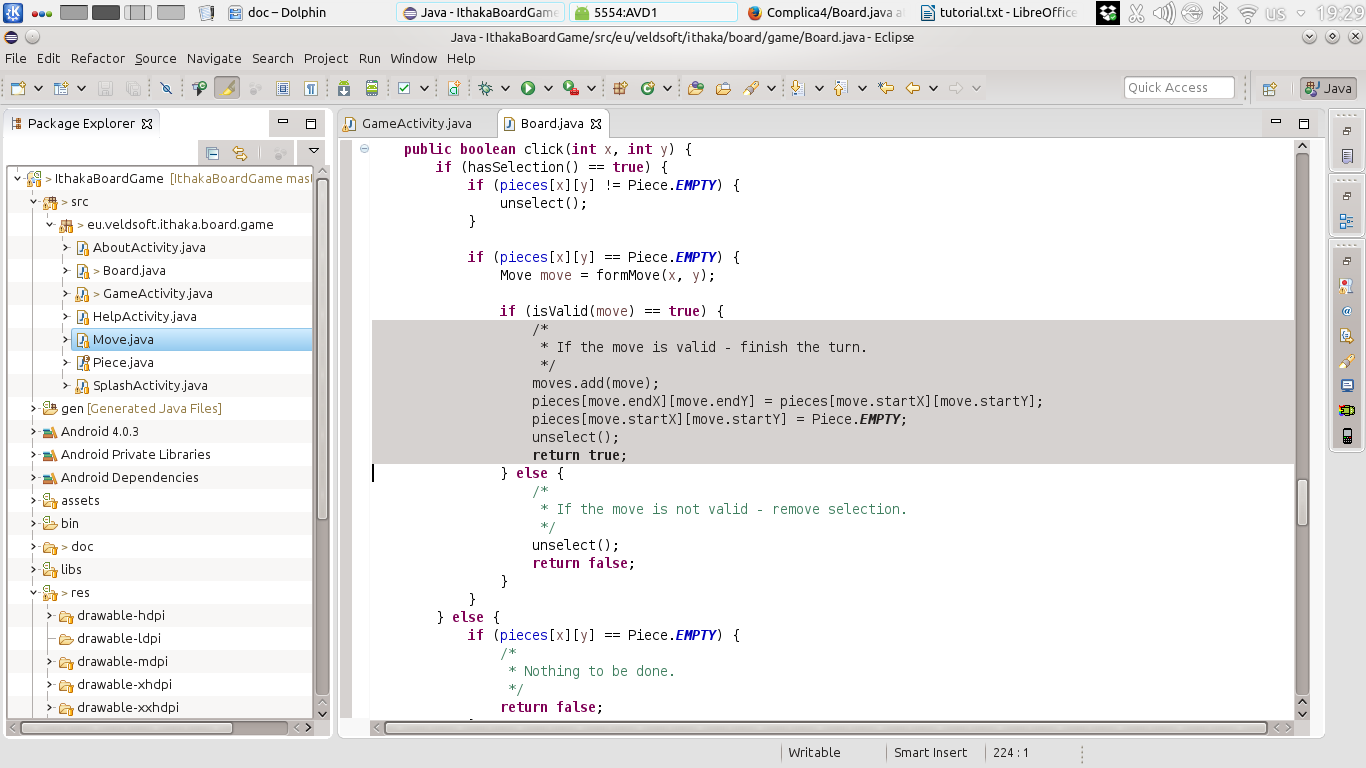 doc – Dolphin
Java - IthakaBoardGame
5554:AVD1
Complica4/Board.java a
tutorial.txt - LibreOffice
us
19:29
Java - IthakaBoardGame/src/eu/veldsoft/ithaka/board/game/Board.java - Eclipse
File Edit Refactor Source Navigate Search Project Run Window Help
Quick Access
Java
Package Explorer
GameActivity.java
Board.java
> IthakaBoardGame [IthakaBoardGame mast
> src
> eu.veldsoft.ithaka.board.game
AboutActivity.java
> Board.java
> GameActivity.java
HelpActivity.java
Move.java
Piece.java
SplashActivity.java
gen [Generated Java Files]
Android 4.0.3
Android Private Libraries
Android Dependencies
assets
bin
> doc
libs
> res
drawable-hdpi
drawable-ldpi
drawable-mdpi
drawable-xhdpi
drawable-xxhdpi
public boolean click(int x, int y) {
if (hasSelection() == true) {
if (pieces[x][y] != Piece.EMPTY) {
unselect();
}
if (pieces[x][y] == Piece.EMPTY) {
Move move = formMove(x, y);
if (isValid(move) == true) {
/*
* If the move is valid - finish the turn.
*/
moves.add(move);
pieces[move.endX][move.endY] = pieces[move.startX][move.startY];
pieces[move.startX][move.startY] = Piece.EMPTY;
unselect();
return true;
} else {
/*
* If the move is not valid - remove selection.
*/
unselect();
return false;
}
}
} else {
if (pieces[x][y] == Piece.EMPTY) {
/*
* Nothing to be done.
*/
return false;
Writable
Smart Insert
224 : 1